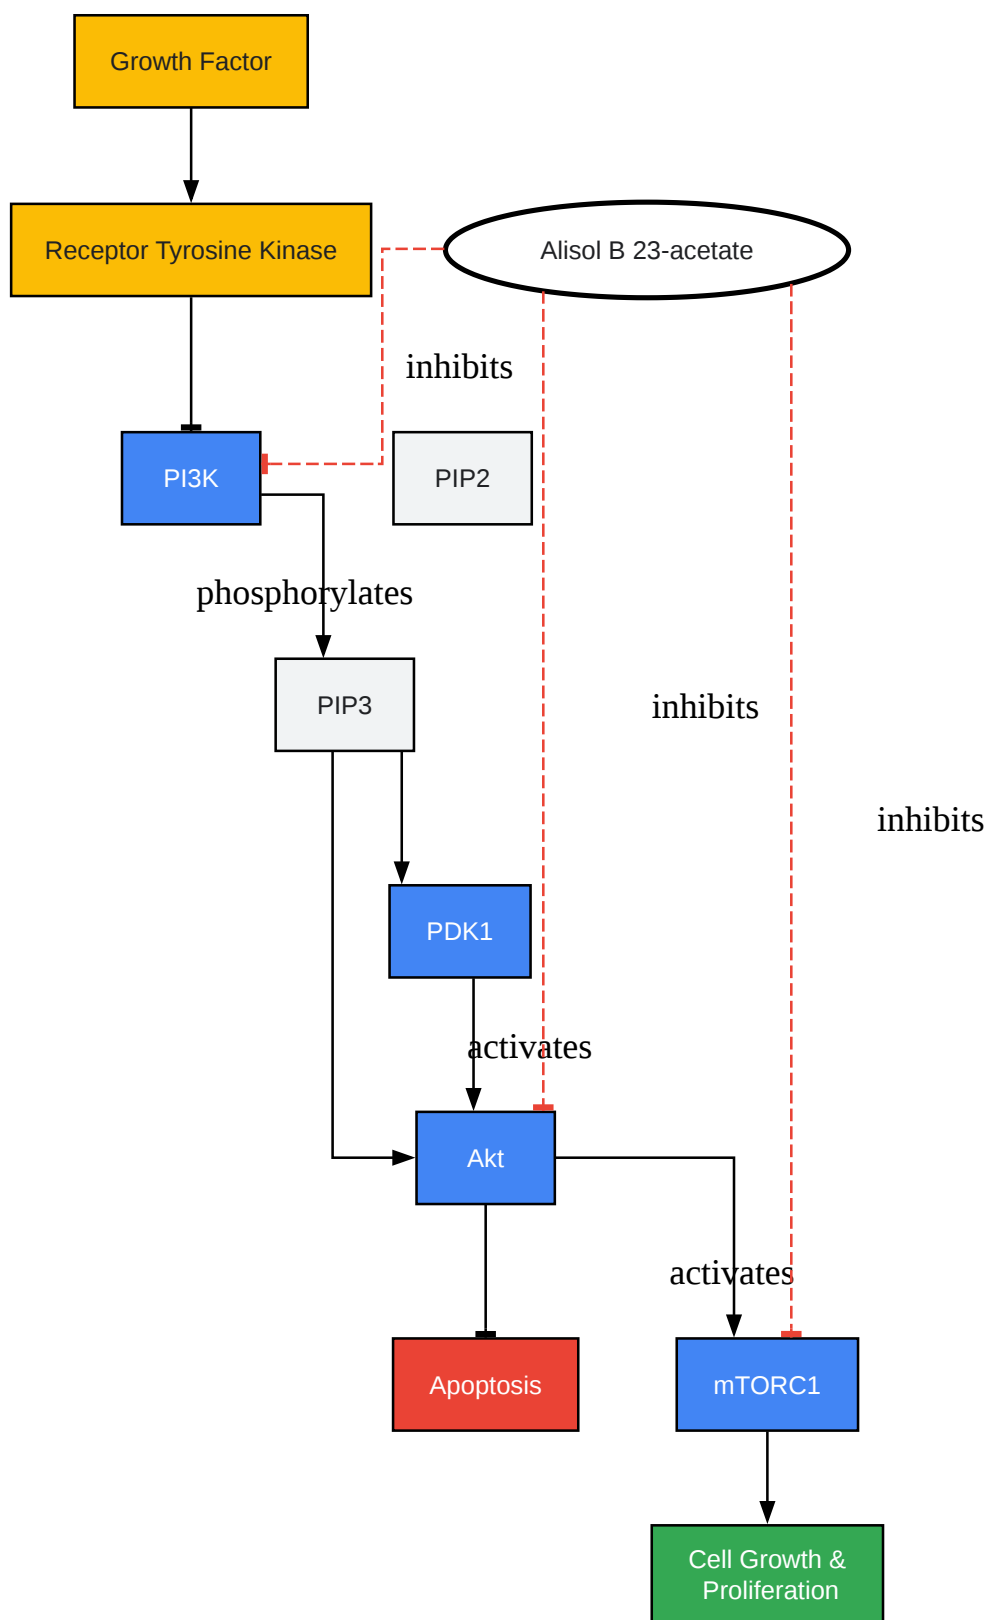 Growth Factor
Receptor Tyrosine Kinase
Alisol B 23-acetate
inhibits
PI3K
PIP2
phosphorylates
PIP3
inhibits
inhibits
PDK1
activates
Akt
activates
Apoptosis
mTORC1
Cell Growth &
Proliferation